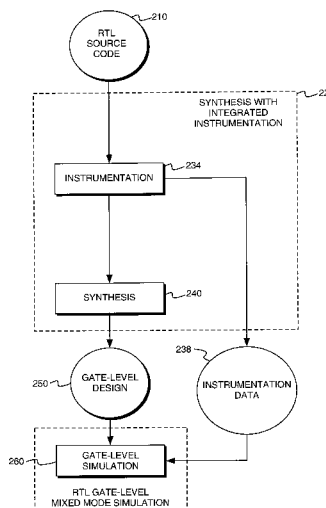 RTL
SOURCE
CODE
210
SYNTHESIS WITH
INTEGRATED
INSTRUMENTATION
INSTRUMENTATION
234
SYNTHESIS
240
238
250
GATE-LEVEL
DESIGN
INSTRUMENTATION
DATA
260
GATE-LEVEL
SIMULATION
RTL GATE-LEVEL
MIXED MODE SIMULATION